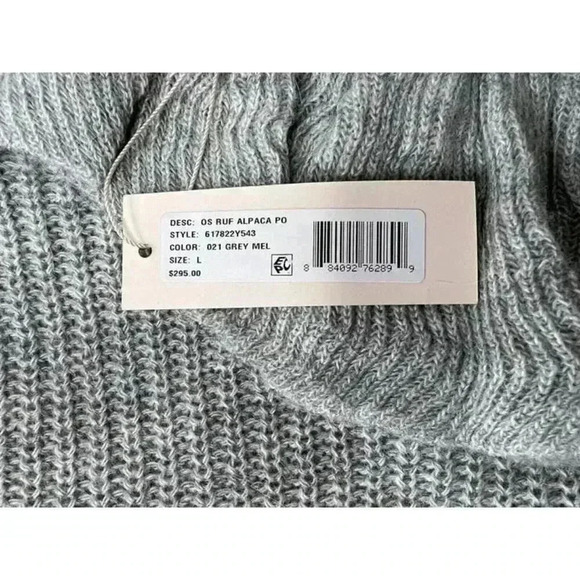 DESC: OS RUF ALPACA PO
STYLE: 617822Y543
COLOR: 021 GREY MEL
SIZE: L
$295.00
8 84092 76289 9